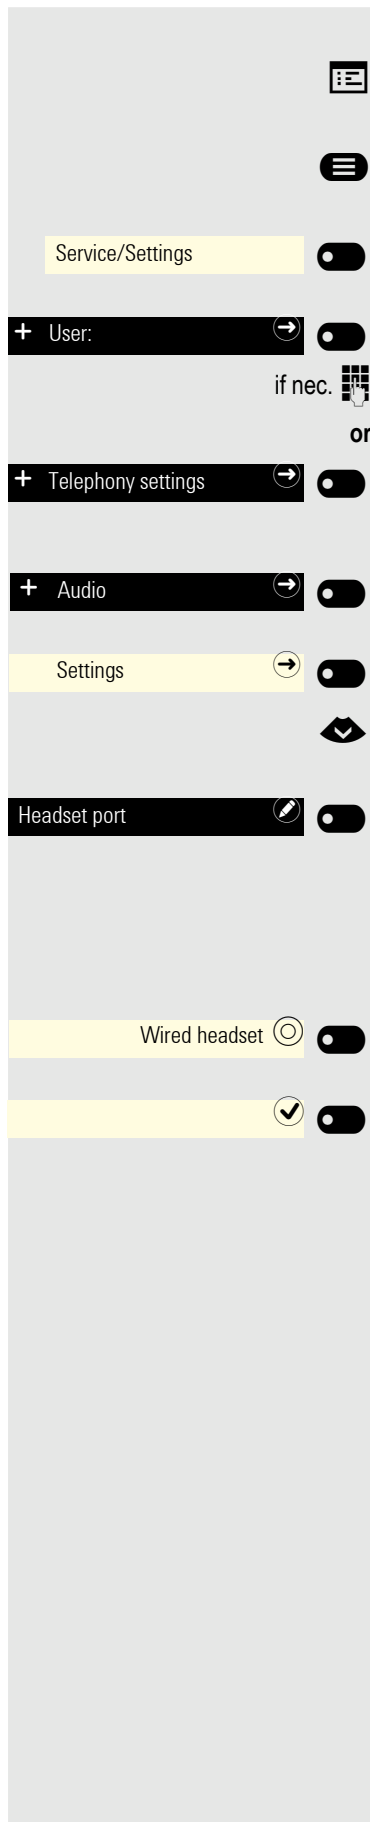 Service/Settings
+ User:
if nec.
or
+ Telephony settings
+ Audio
Settings
Headset port
Wired headset